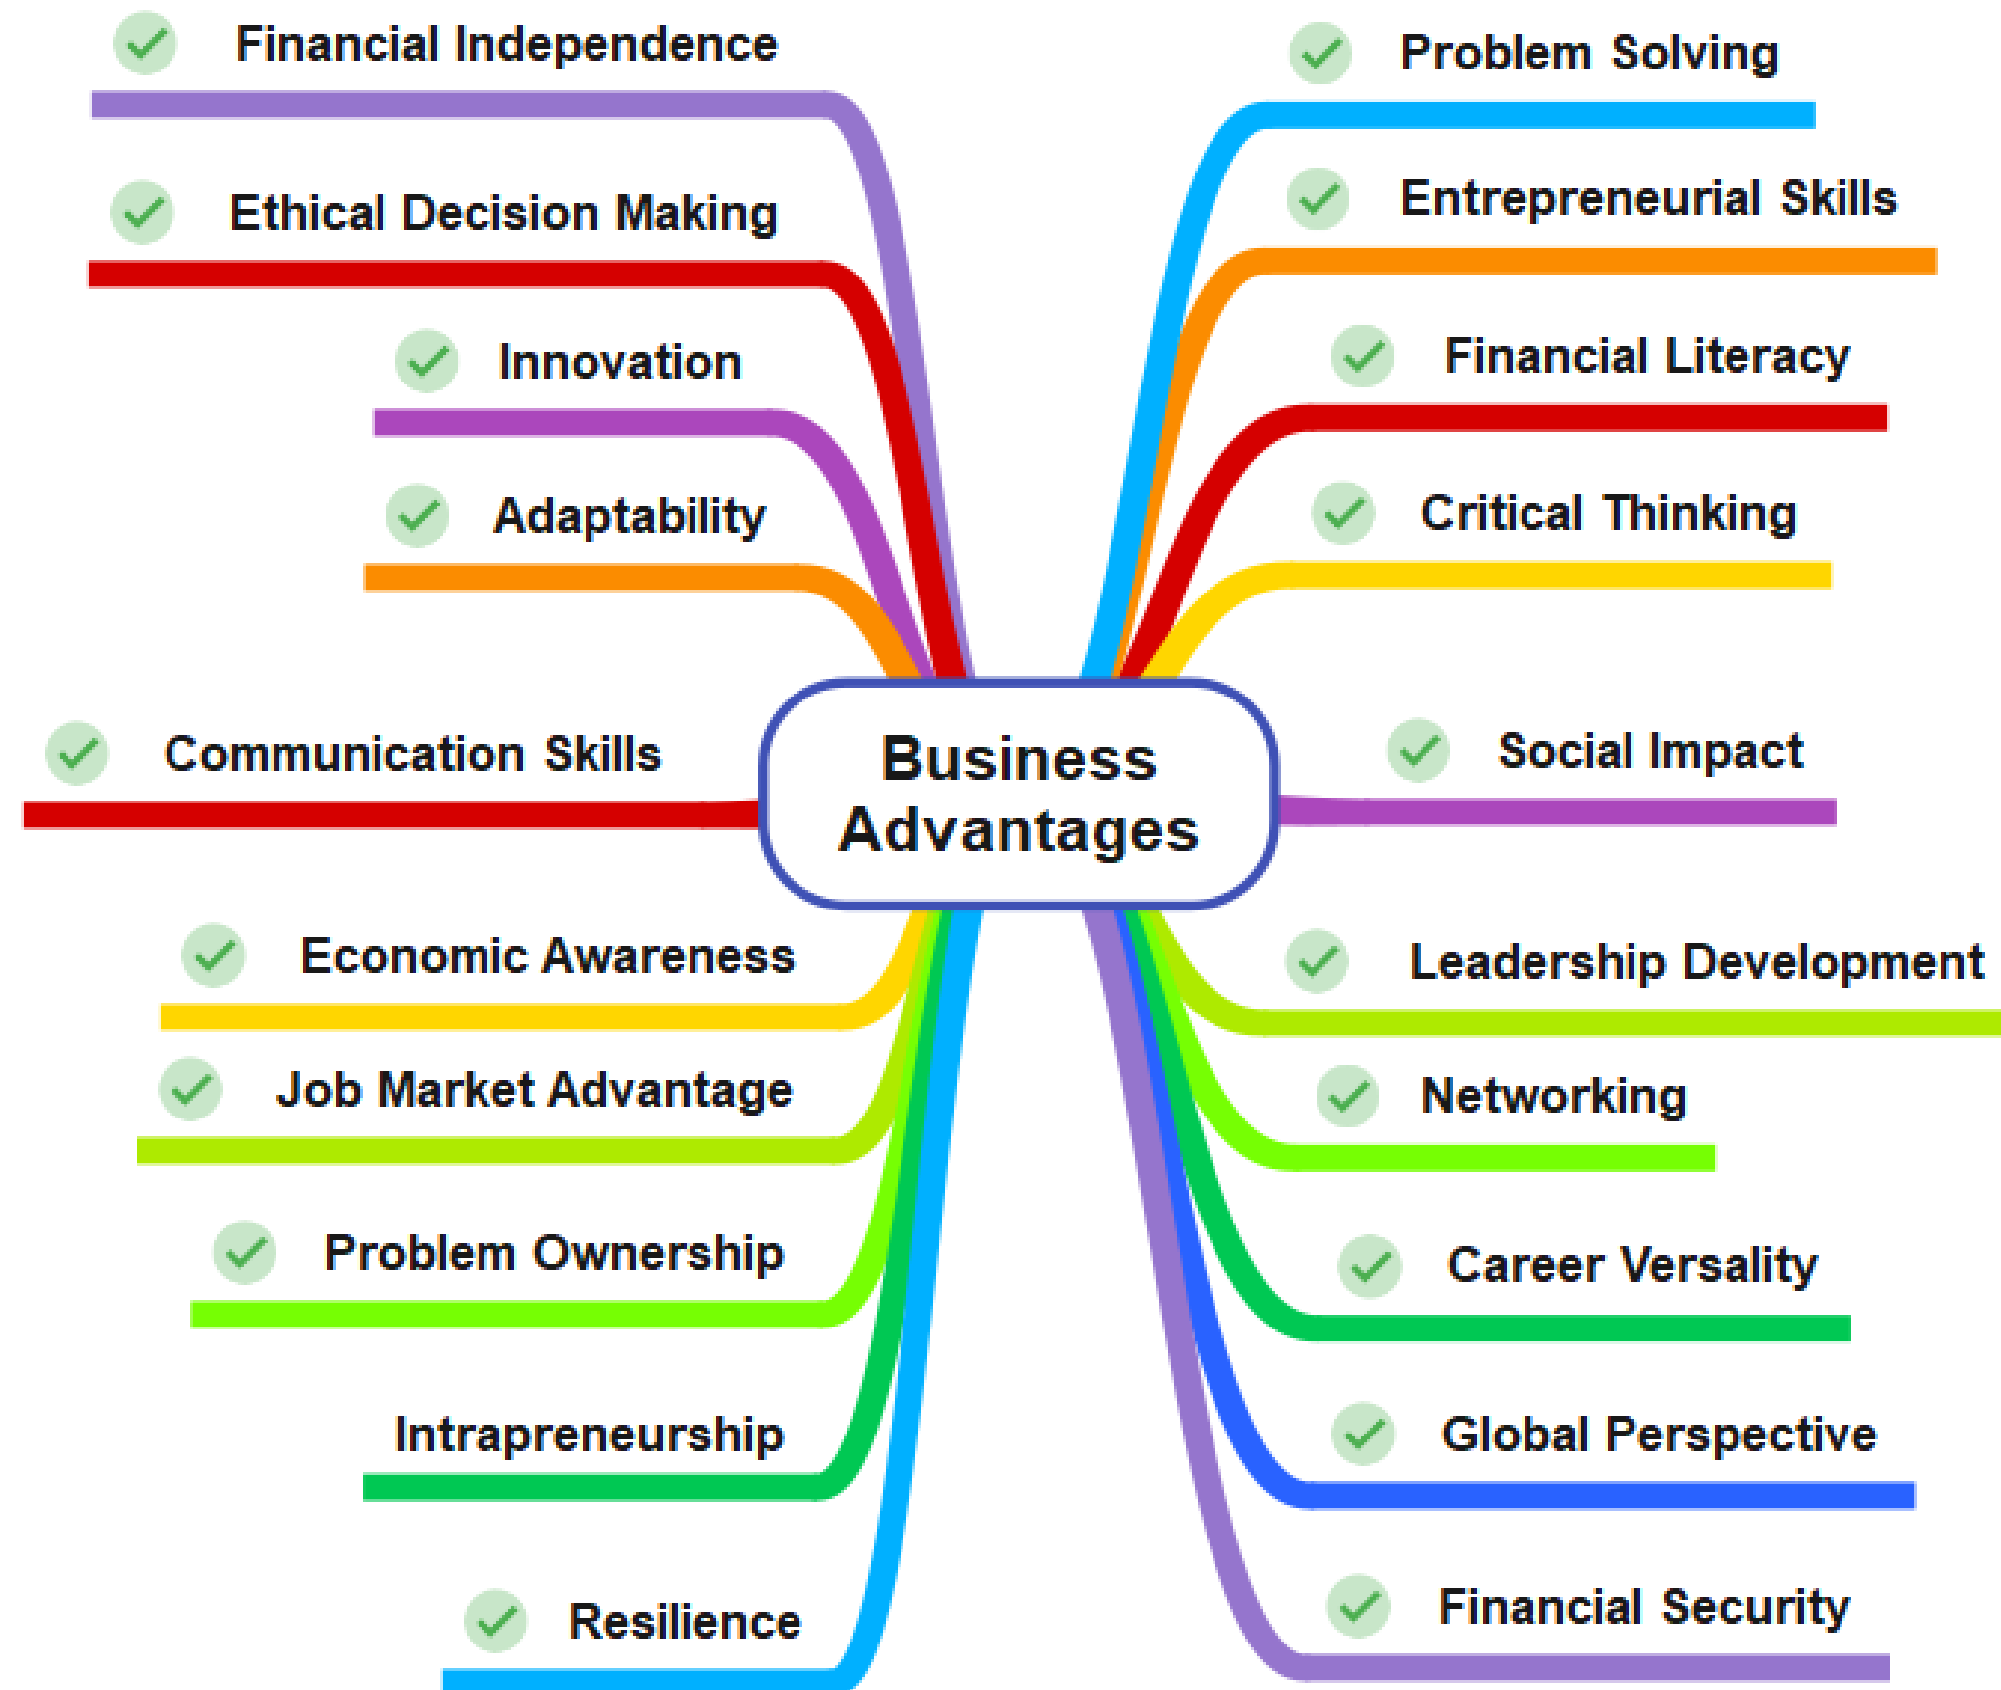 Financial Independence
Ethical Decision Making
Innovation
Adaptability
Communication Skills
Economic Awareness
Job Market Advantage
Problem Ownership
Intrapreneurship
Resilience
Business
Advantages
Problem Solving
Entrepreneurial Skills
Financial Literacy
Critical Thinking
Social Impact
Leadership Development
Networking
Career Versality
Global Perspective
Financial Security